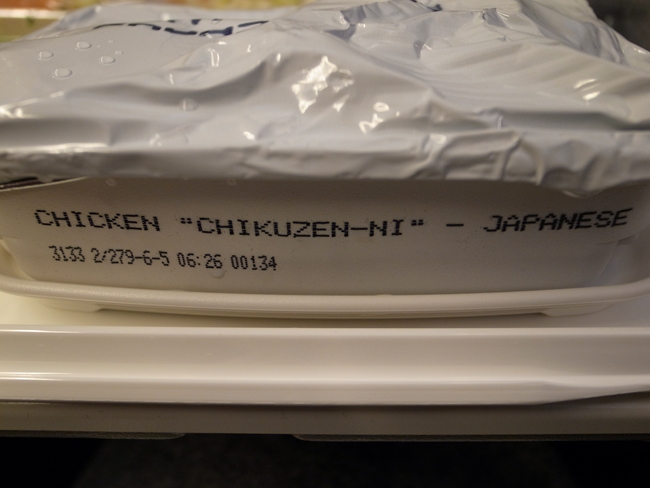 CHICKEN "CHIKUZEN-NI" - JAPANESE
3133 2/279-6-5 06:26 00134